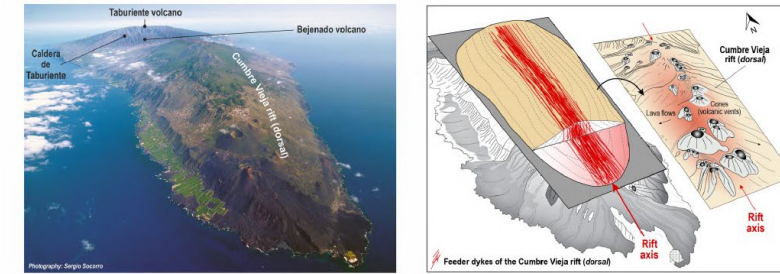 Taburiente volcano
Bejenado volcano
Caldera
de
Taburiente
Cumbre Vieja rift (dorsal)
Photography: Sergio Socorro
N
Cumbre Vieja
rift (dorsal)
Lava flows
Cones
(volcanic vents)
Rift
axis
Rift
axis
Feeder dykes of the Cumbre Vieja rift (dorsal)